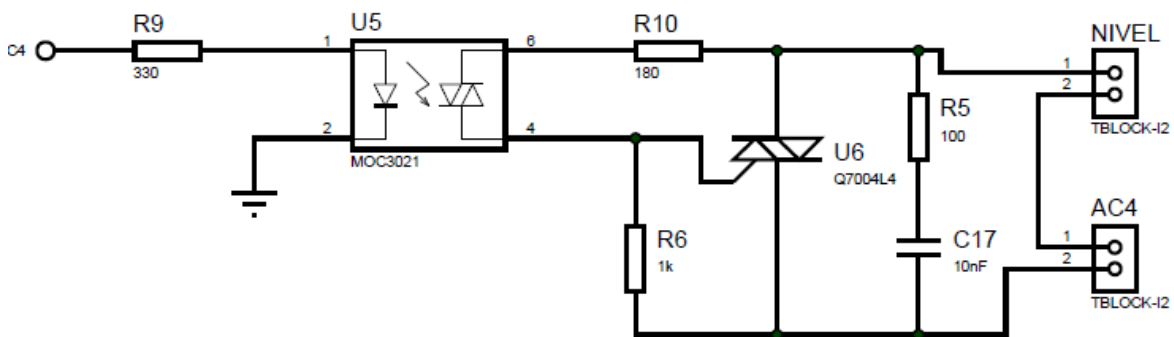 R9
U5
R10
NIVEL
C4
1
6
1
330
180
2
R5
TBLOCK-I2
2
4
100
MOC3021
U6
Q7004L4
AC4
R6
C17
1
1k
10nF
2
TBLOCK-I2